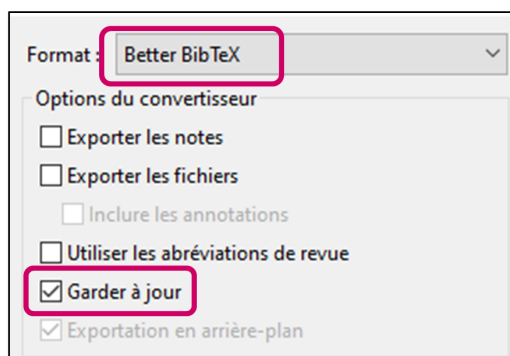 Format : Better BibTeX
Options du convertisseur
Exporter les notes
Exporter les fichiers
Inclure les annotations
Utiliser les abréviations de revue
Garder à jour
Exportation en arrière-plan